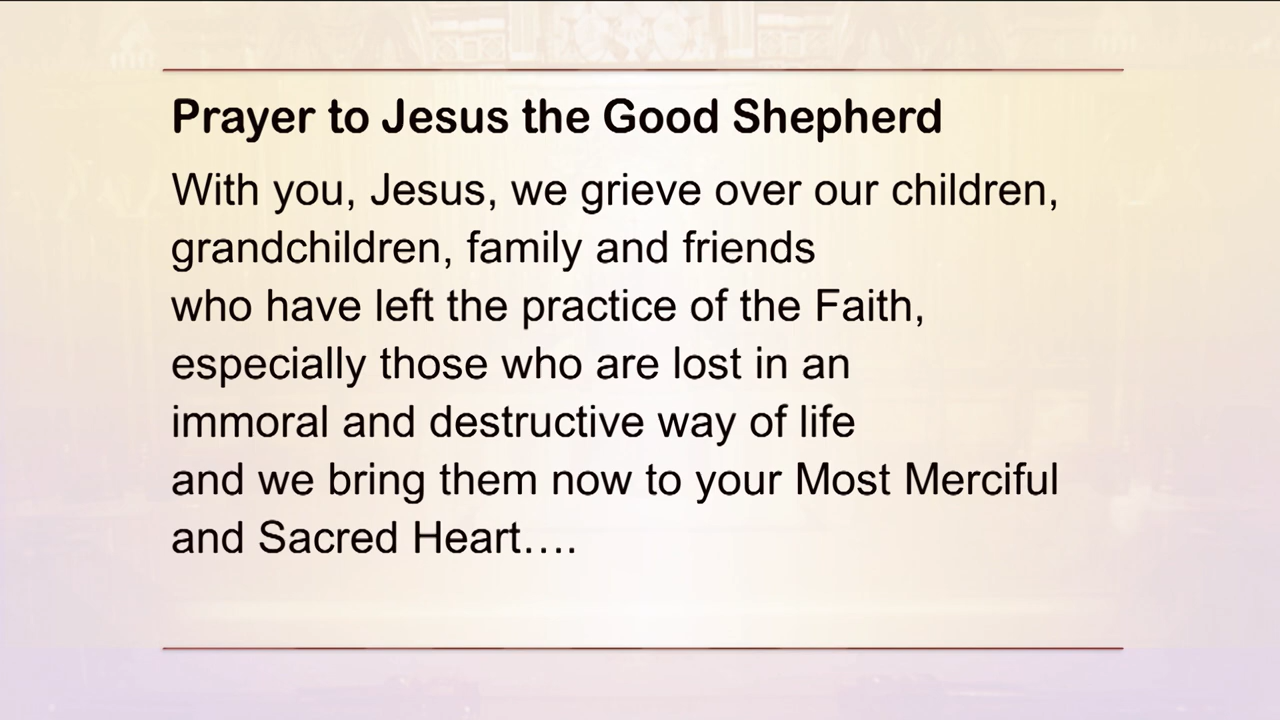 Prayer to Jesus the Good Shepherd
With you, Jesus, we grieve over our children,
grandchildren, family and friends
who have left the practice of the Faith,
especially those who are lost in an
immoral and destructive way of life
and we bring them now to your Most Merciful
and Sacred Heart….